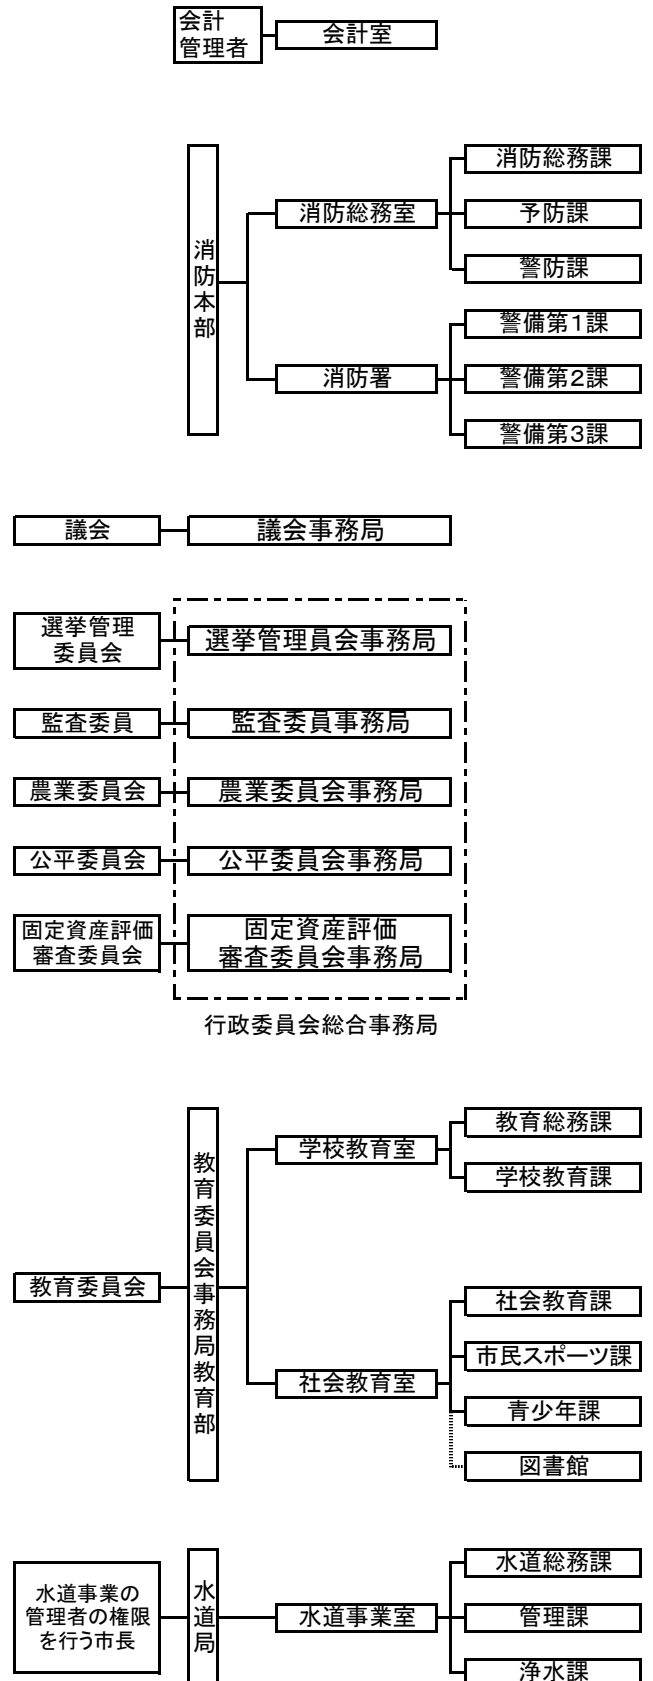 会計
管理者
会計室
消防本部
消防総務室
消防総務課
予防課
警防課
消防署
警備第1課
警備第2課
警備第3課
議会
議会事務局
選挙管理
委員会
選挙管理員会事務局
監査委員
監査委員事務局
農業委員会
農業委員会事務局
公平委員会
公平委員会事務局
固定資産評価
審査委員会
固定資産評価
審査委員会事務局
行政委員会総合事務局
教育委員会
教育委員会事務局教育部
学校教育室
教育総務課
学校教育課
社会教育室
社会教育課
市民スポーツ課
青少年課
図書館
水道事業の
管理者の権限
を行う市長
水道局
水道事業室
水道総務課
管理課
浄水課